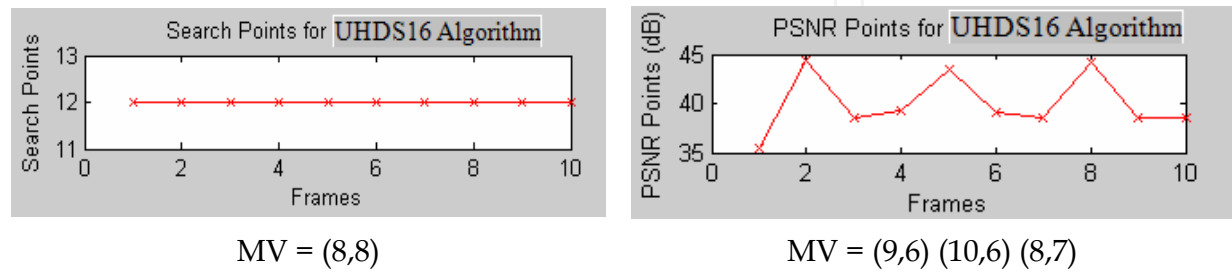 Search Points for UHDS16 Algorithm
Search Points
13
12
11
0 2 4 6 8 10
Frames
MV = (8,8)
PSNR Points for UHDS16 Algorithm
PSNR Points (dB)
45
40
35
0 2 4 6 8 10
Frames
MV = (9,6) (10,6) (8,7)